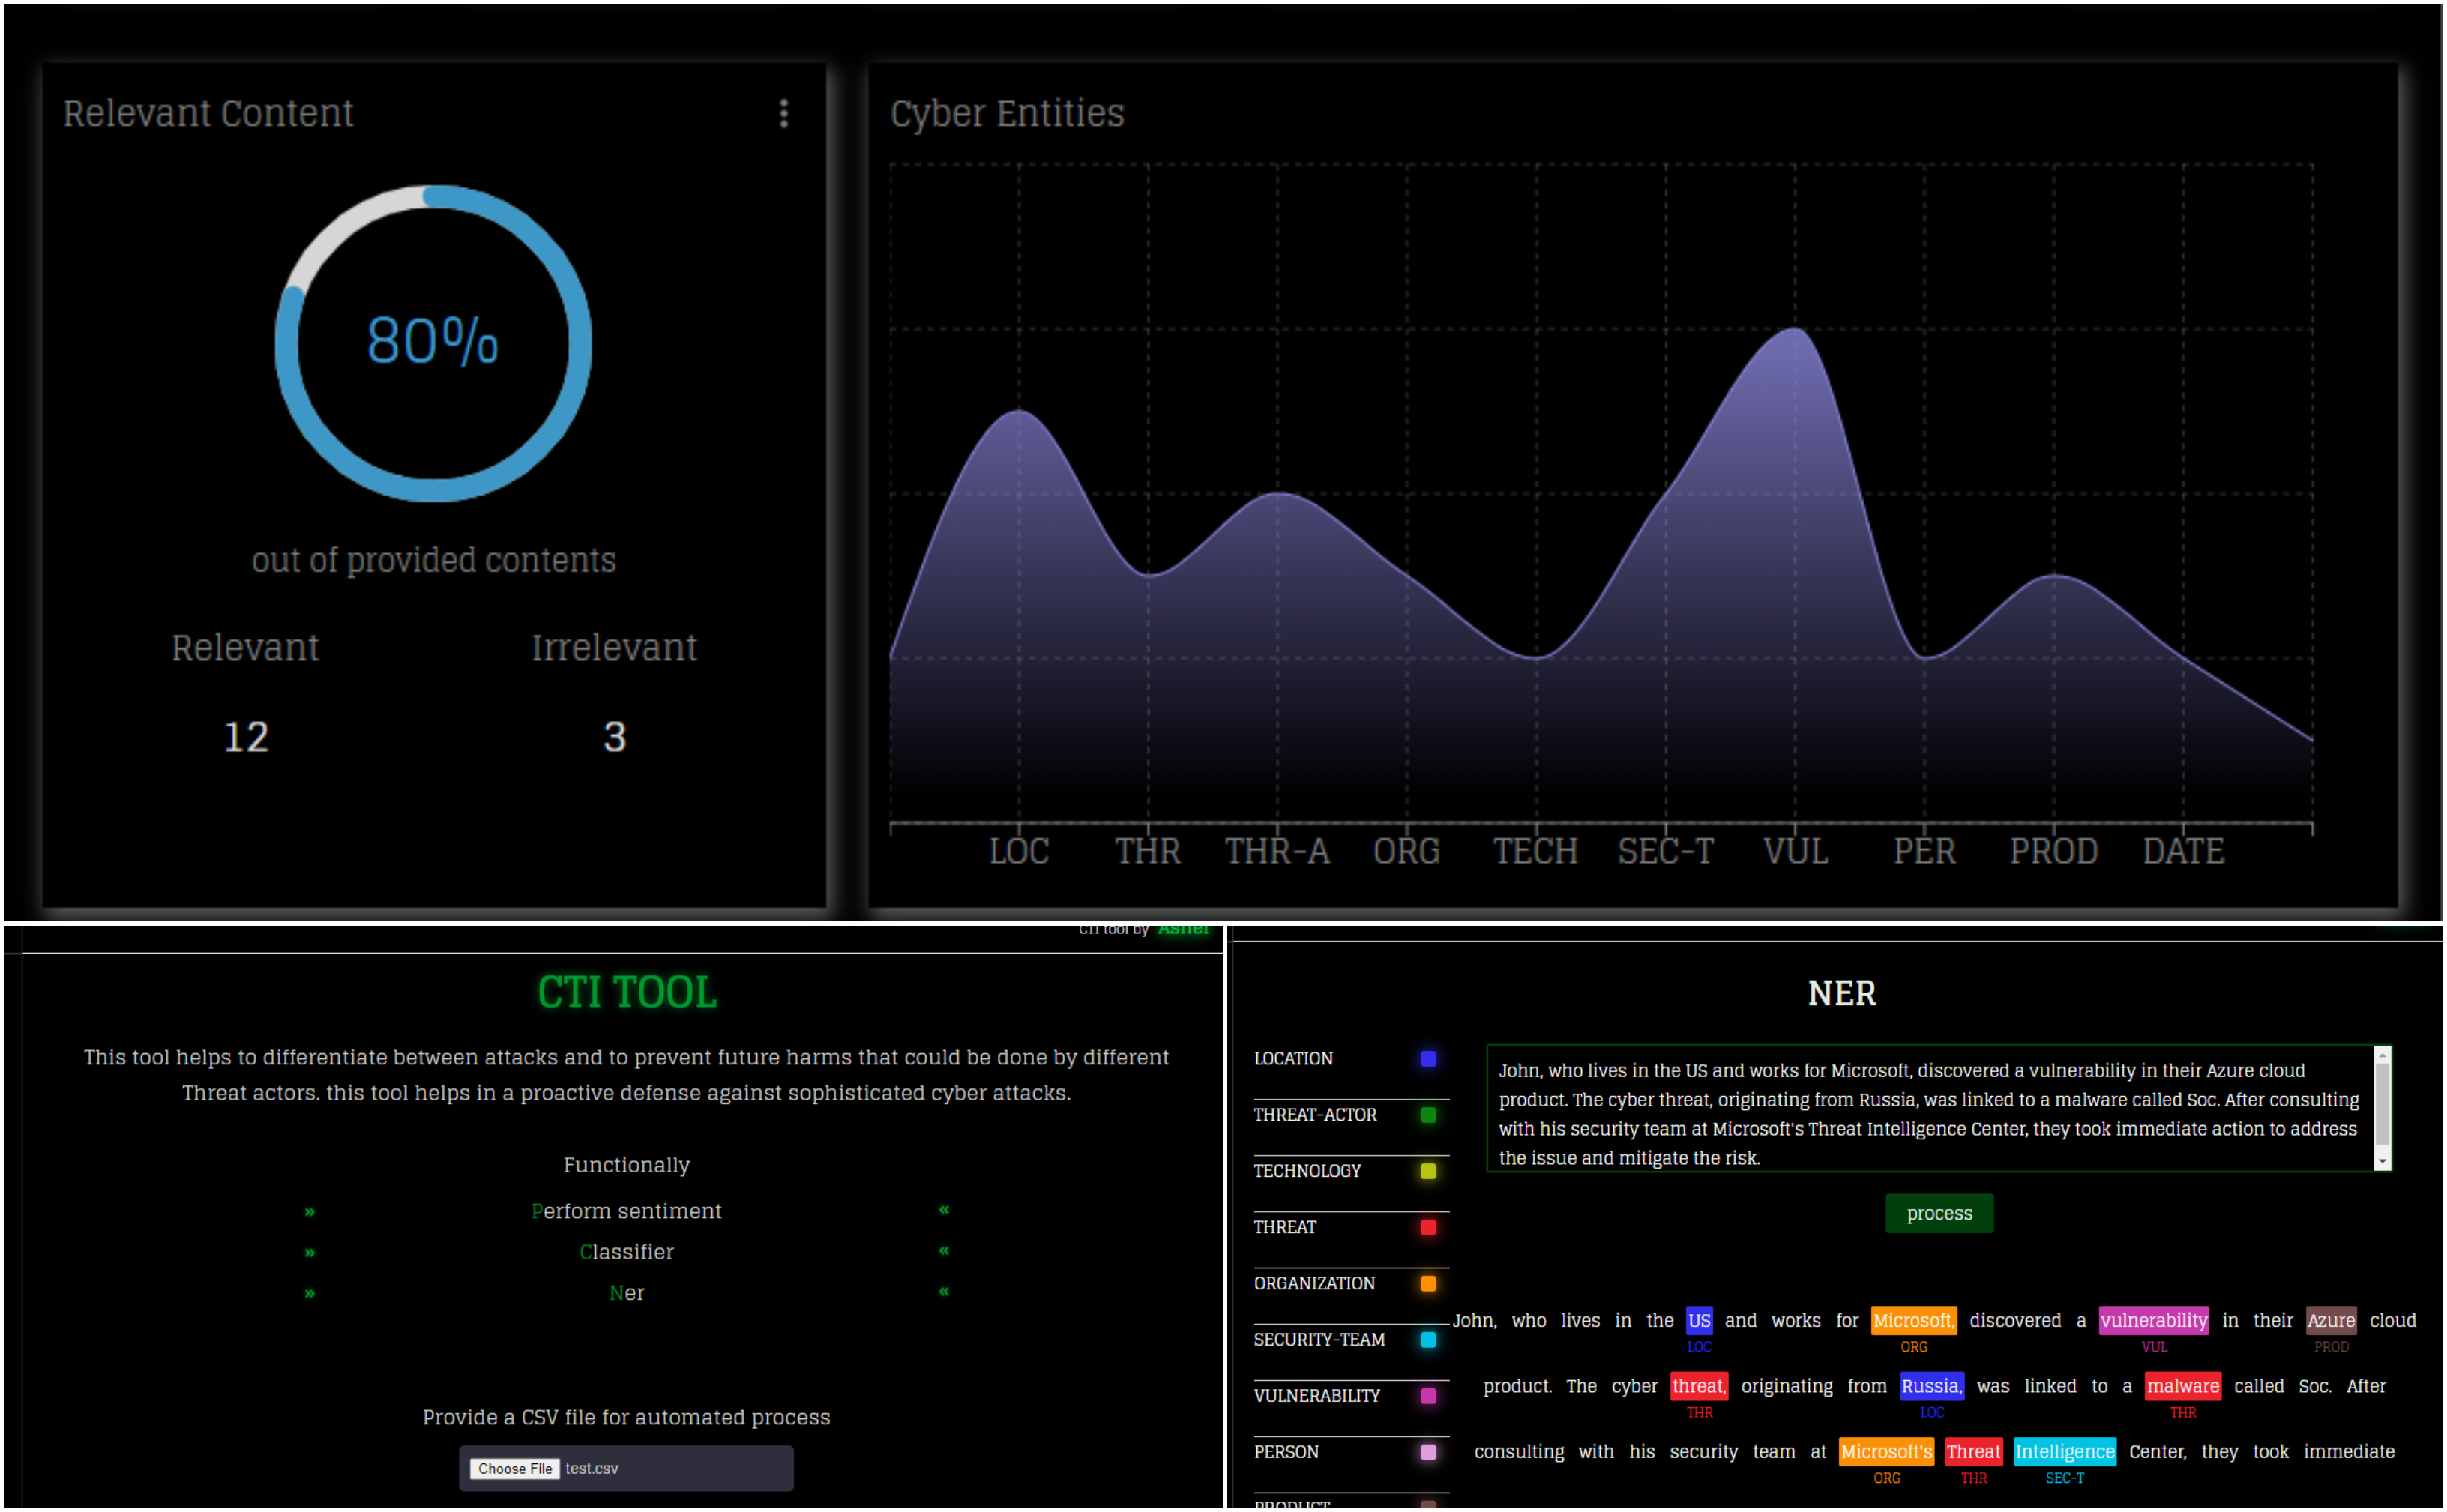 Relevant Content
80%
out of provided contents
Relevant Irrelevant
12 3
Cyber Entities
LOC THR THR-A ORG TECH SEC-T VUL PER PROD DATE
CTI tool by Asher
CTI TOOL
This tool helps to differentiate between attacks and to prevent future harms that could be done by different
Threat actors. this tool helps in a proactive defense against sophisticated cyber attacks.
Functionally
» Perform sentiment «
» Classifier «
» Ner «
Provide a CSV file for automated process
Choose File test.csv
NER
LOCATION
THREAT-ACTOR
TECHNOLOGY
THREAT
ORGANIZATION
SECURITY-TEAM
VULNERABILITY
PERSON
PRODUCT
John, who lives in the US and works for Microsoft, discovered a vulnerability in their Azure cloud
product. The cyber threat, originating from Russia, was linked to a malware called Soc. After consulting
with his security team at Microsoft's Threat Intelligence Center, they took immediate action to address
the issue and mitigate the risk.
process
John, who lives in the US and works for Microsoft, discovered a vulnerability in their Azure cloud
LOC ORG VUL PROD
product. The cyber threat, originating from Russia, was linked to a malware called Soc. After
THR LOC THR
consulting with his security team at Microsoft's Threat Intelligence Center, they took immediate
ORG THR SEC-T